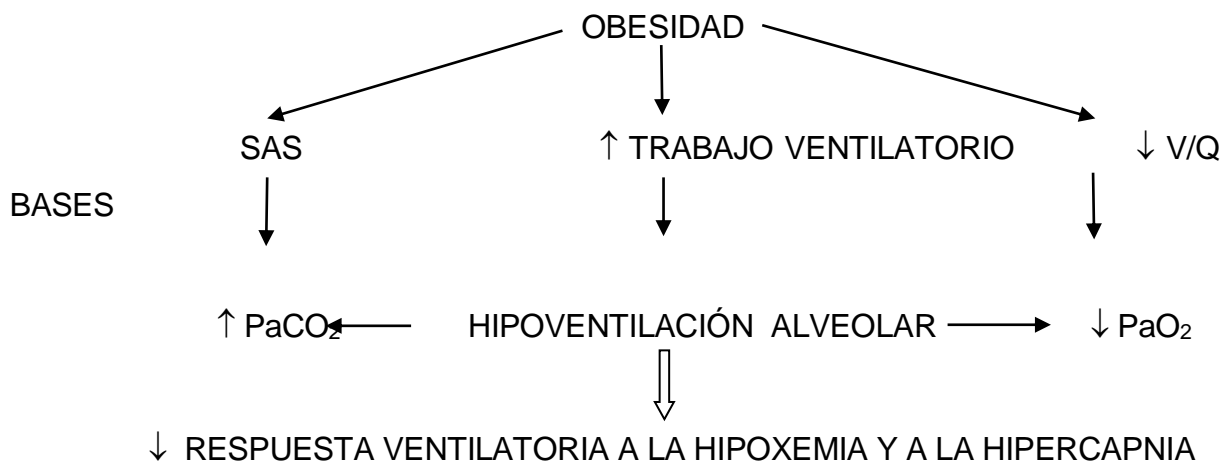 OBESIDAD
SAS ↑ TRABAJO VENTILATORIO ↓ V/Q
BASES
↑ PaCO₂ HIPOVENTILACIÓN ALVEOLAR ↓ PaO₂
↓ RESPUESTA VENTILATORIA A LA HIPOXEMIA Y A LA HIPERCAPNIA